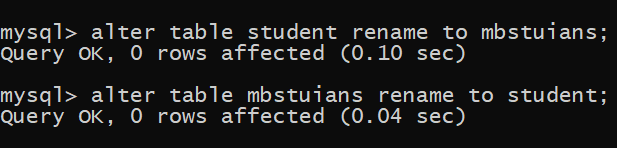 mysql> alter table student rename to mbstuians;
Query OK, 0 rows affected (0.10 sec)
mysql> alter table mbstuians rename to student;
Query OK, 0 rows affected (0.04 sec)